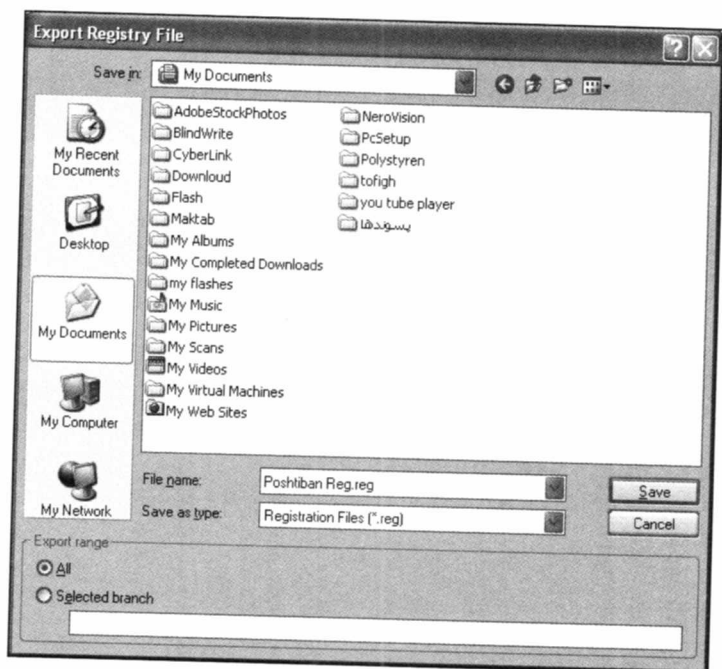 Export Registry File
Save in: My Documents
My Recent Documents
Desktop
My Documents
My Computer
My Network
AdobeStockPhotos
BlindWrite
CyberLink
Downloud
Flash
Maktab
My Albums
My Completed Downloads
my flashes
My Music
My Pictures
My Scans
My Videos
My Virtual Machines
My Web Sites
NeroVision
PcSetup
Polystyren
tofigh
you tube player
پسوندها
File name: Poshtiban Reg.reg
Save
Save as type: Registration Files (*.reg)
Cancel
Export range
All
Selected branch